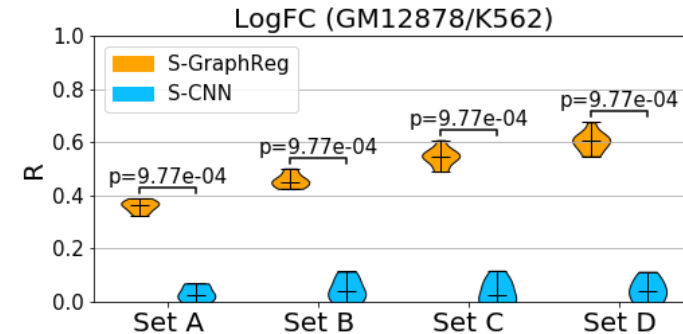 LogFC (GM12878/K562)
S-GraphReg
S-CNN
R
1.0
0.8
0.6
0.4
0.2
0.0
p=9.77e-04
p=9.77e-04
p=9.77e-04
p=9.77e-04
Set A
Set B
Set C
Set D